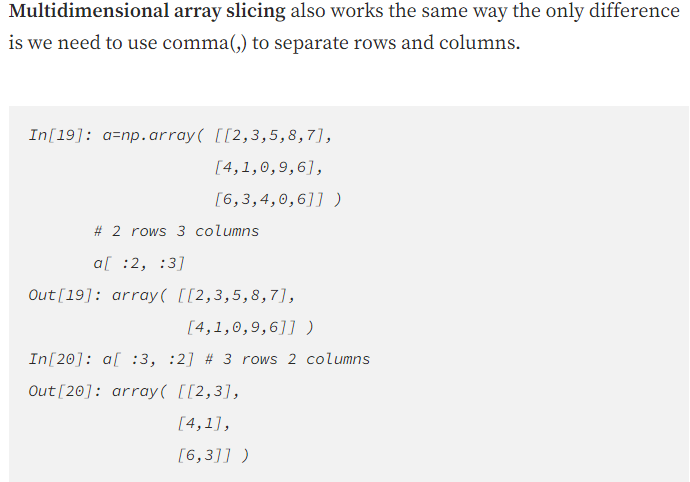 Multidimensional array slicing also works the same way the only difference
is we need to use comma(,) to separate rows and columns.
In[19]: a=np.array( [[2,3,5,8,7],
[4,1,0,9,6],
[6,3,4,0,6]] )
# 2 rows 3 columns
a[ :2, :3]
Out[19]: array( [[2,3,5,8,7],
[4,1,0,9,6]] )
In[20]: a[ :3, :2] # 3 rows 2 columns
Out[20]: array( [[2,3],
[4,1],
[6,3]] )